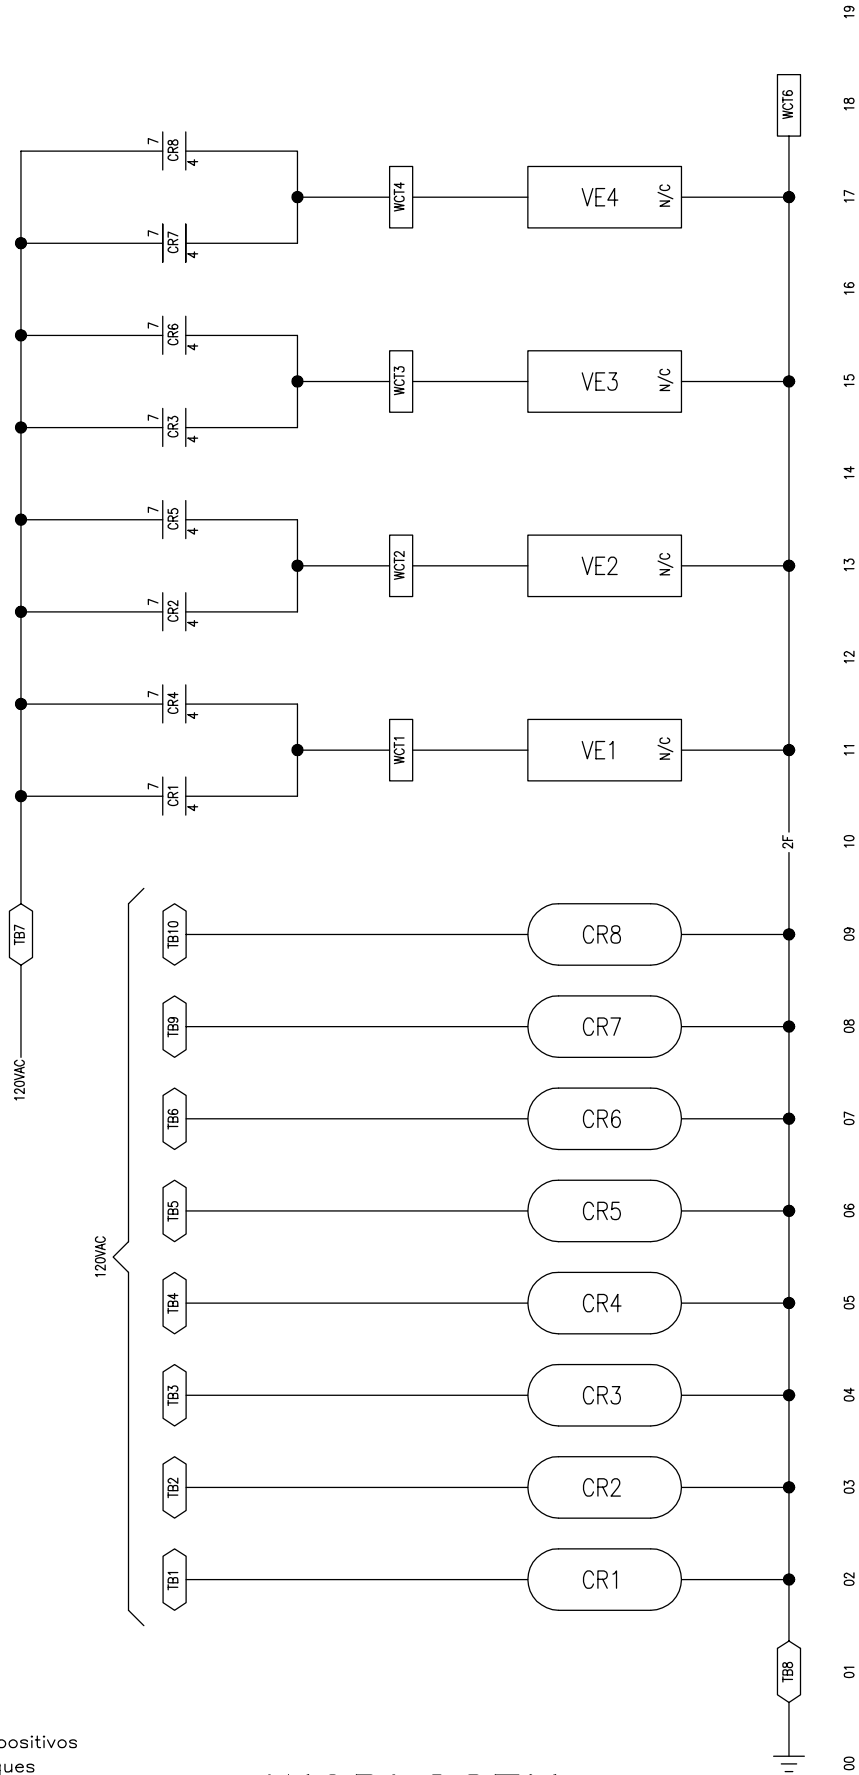 19
18
17
16
15
14
13
12
11
10
09
08
07
06
05
04
03
02
01
00
WCT6
7
CR8
4
7
CR7
4
WCT4
VE4
N/C
7
CR6
4
7
CR3
4
WCT3
VE3
N/C
7
CR5
4
7
CR2
4
WCT2
VE2
N/C
7
CR4
4
7
CR1
4
WCT1
VE1
N/C
2F
TB7
120VAC
120VAC
TB10
CR8
TB9
CR7
TB6
CR6
TB5
CR5
TB4
CR4
TB3
CR3
TB2
CR2
TB1
CR1
TB8
positivos
ques